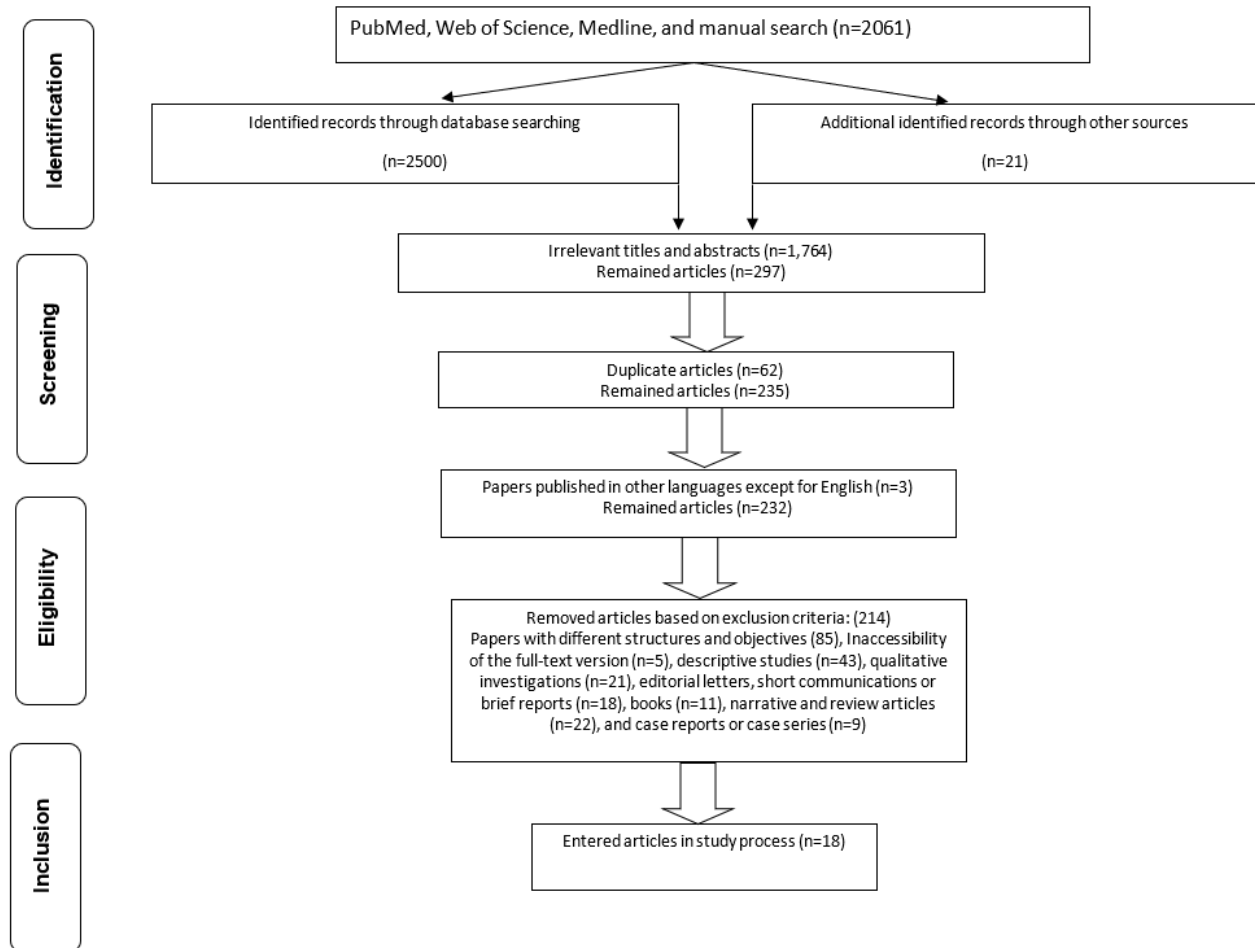 PubMed, Web of Science, Medline, and manual search (n=2061)
Identification
Identified records through database searching
(n=2500)
Additional identified records through other sources
(n=21)
Screening
Irrelevant titles and abstracts (n=1,764)
Remained articles (n=297)
Duplicate articles (n=62)
Remained articles (n=235)
Eligibility
Papers published in other languages except for English (n=3)
Remained articles (n=232)
Removed articles based on exclusion criteria: (214)
Papers with different structures and objectives (85), Inaccessibility
of the full-text version (n=5), descriptive studies (n=43), qualitative
investigations (n=21), editorial letters, short communications or
brief reports (n=18), books (n=11), narrative and review articles
(n=22), and case reports or case series (n=9)
Inclusion
Entered articles in study process (n=18)